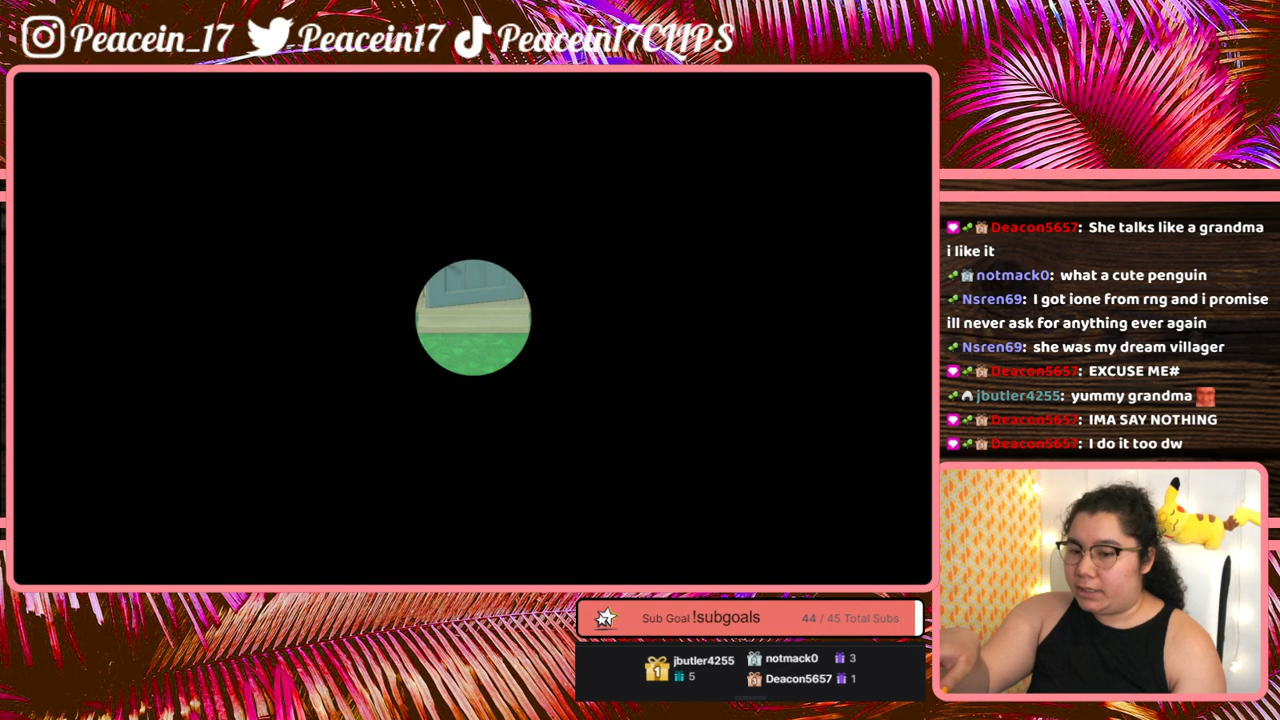 Peacein_17 Peacein17 Peacein17CLIPS
Deacon5657: She talks like a grandma
i like it
notmack0: what a cute penguin
Nsren69: I got ione from rng and i promise
ill never ask for anything ever again
Nsren69: she was my dream villager
Deacon5657: EXCUSE ME#
jbutler4255: yummy grandma
Deacon5657: IMA SAY NOTHING
Deacon5657: I do it too dw
Sub Goal !subgoals 44 / 45 Total Subs
1 jbutler4255 5
2 notmack0 3
3 Deacon5657 1